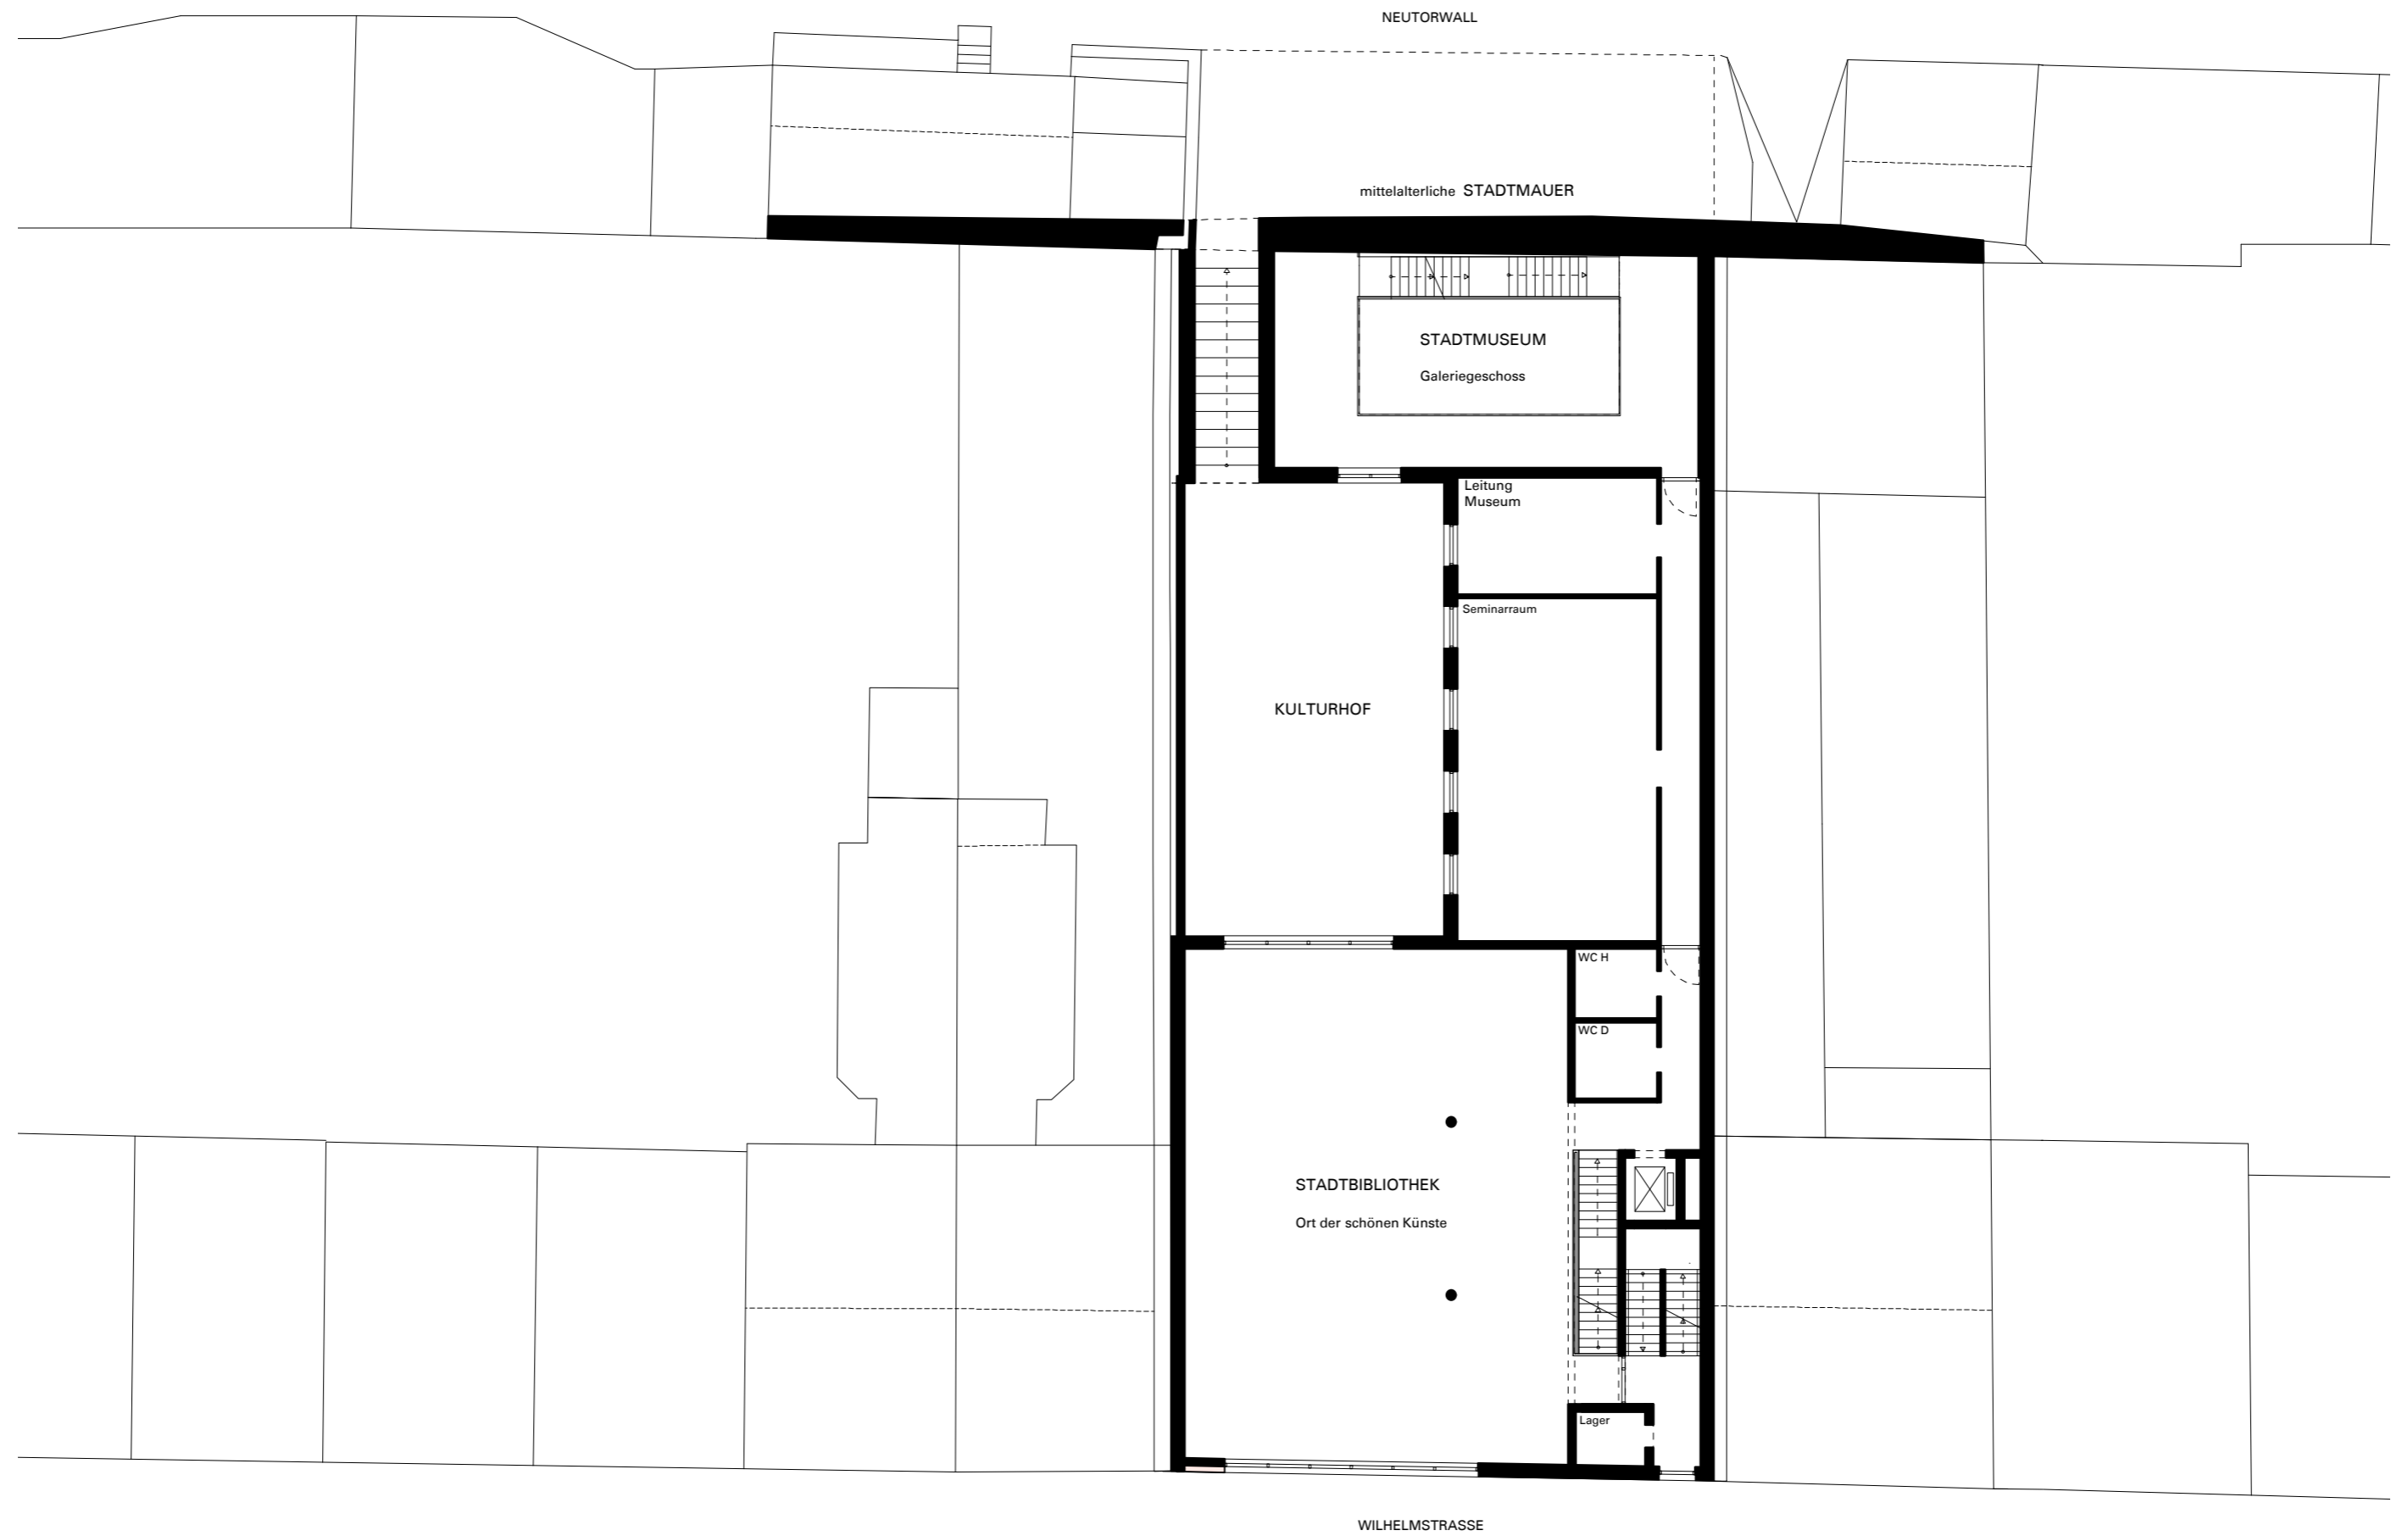 NEUTORWALL
mittelalterliche STADTMAUER
STADTMUSEUM
Galeriegeschoss
Leitung
Museum
Seminarraum
KULTURHOF
WC H
WC D
STADTBIBLIOTHEK
Ort der schönen Künste
Lager
WILHELMSTRASSE